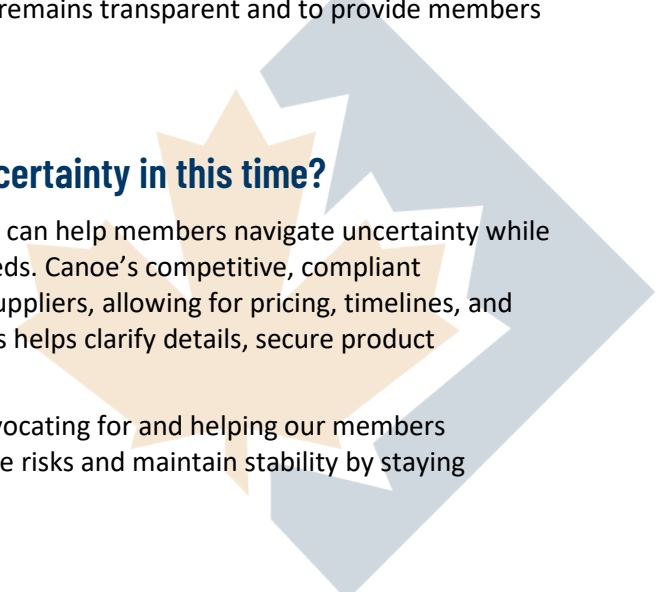 remains transparent and to provide members
certainty in this time?
can help members navigate uncertainty while
eds. Canoe’s competitive, compliant
uppliers, allowing for pricing, timelines, and
s helps clarify details, secure product
vocating for and helping our members
e risks and maintain stability by staying